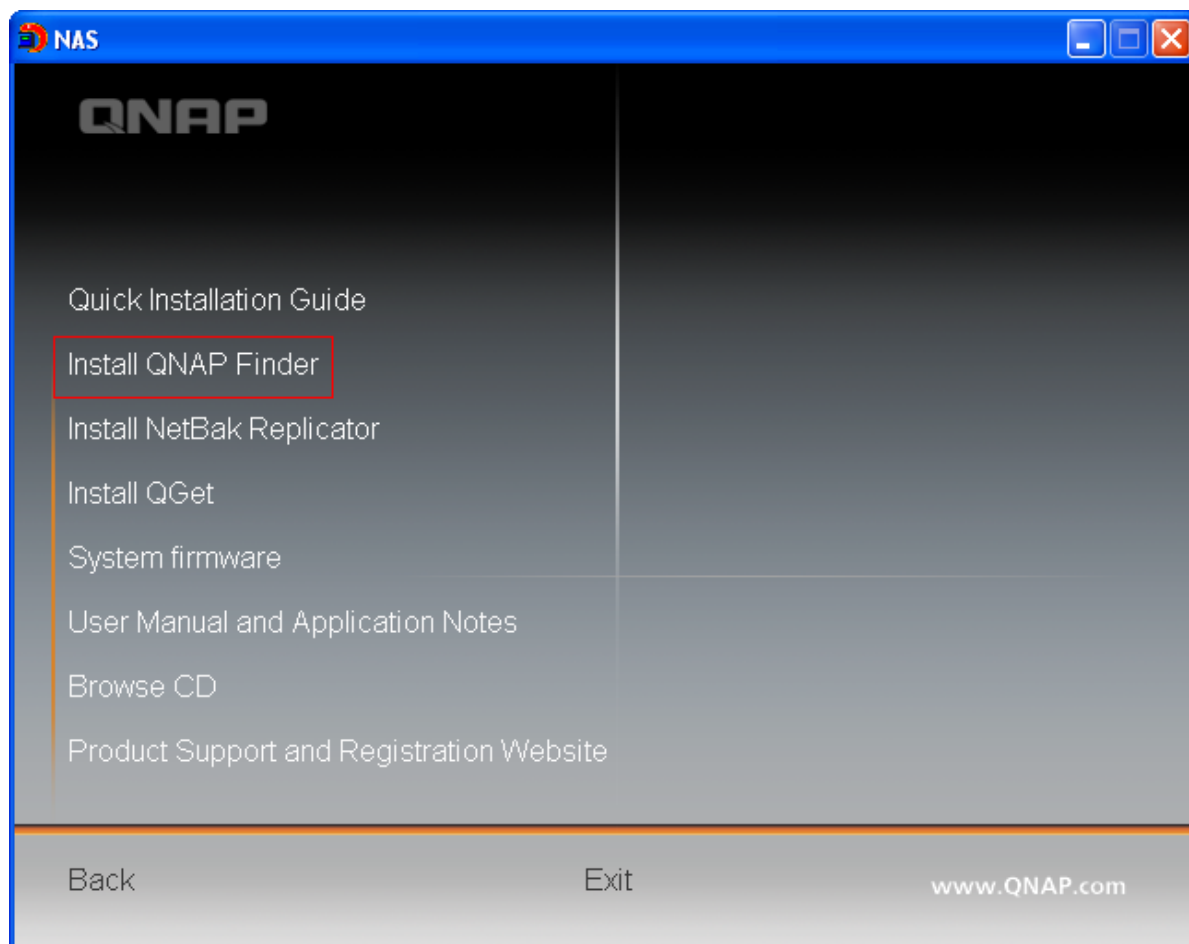 NAS
QNAP
Quick Installation Guide
Install QNAP Finder
Install NetBak Replicator
Install QGet
System firmware
User Manual and Application Notes
Browse CD
Product Support and Registration Website
Back
Exit
www.QNAP.com